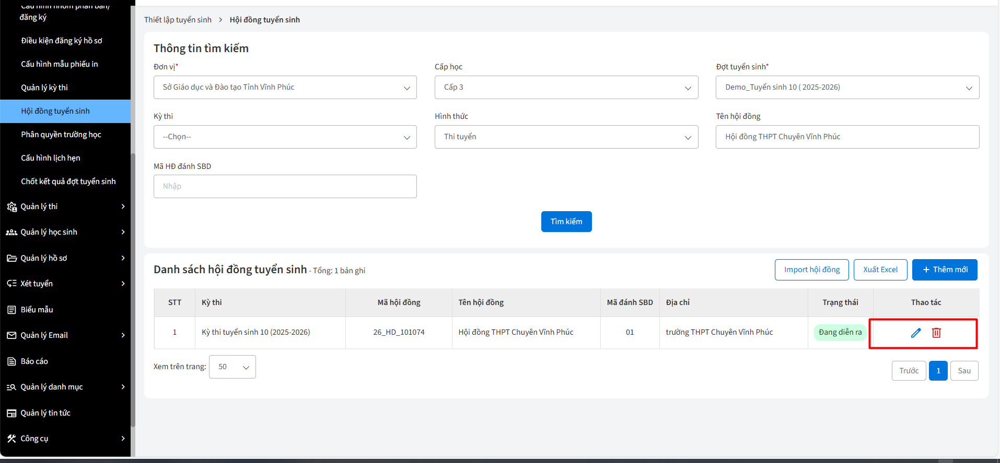 Cấu hình nhóm phân ban/
đăng ký
Điều kiện đăng ký hồ sơ
Cấu hình mẫu phiếu in
Quản lý kỳ thi
Hội đồng tuyển sinh
Phân quyền trường học
Cấu hình lịch hẹn
Chốt kết quả đợt tuyển sinh
Quản lý thi
Quản lý học sinh
Quản lý hồ sơ
Xét tuyển
Biểu mẫu
Quản lý Email
Báo cáo
Quản lý danh mục
Quản lý tin tức
Công cụ
Thiết lập tuyển sinh > Hội đồng tuyển sinh
Thông tin tìm kiếm
Đơn vị* Cấp học Đợt tuyển sinh*
Sở Giáo dục và Đào tạo Tỉnh Vĩnh Phúc Cấp 3 Demo_Tuyển sinh 10 ( 2025-2026)
Kỳ thi Hình thức Tên hội đồng
--Chọn-- Thi tuyển Hội đồng THPT Chuyên Vĩnh Phúc
Mã HĐ đánh SBD
Nhập
Tìm kiếm
Danh sách hội đồng tuyển sinh - Tổng: 1 bản ghi Import hội đồng Xuất Excel + Thêm mới
STT Kỳ thi Mã hội đồng Tên hội đồng Mã đánh SBD Địa chỉ Trạng thái Thao tác
1 Kỳ thi tuyển sinh 10 (2025-2026) 26_HD_101074 Hội đồng THPT Chuyên Vĩnh Phúc 01 trường THPT Chuyên Vĩnh Phúc Đang diễn ra
Xem trên trang: 50 Trước 1 Sau